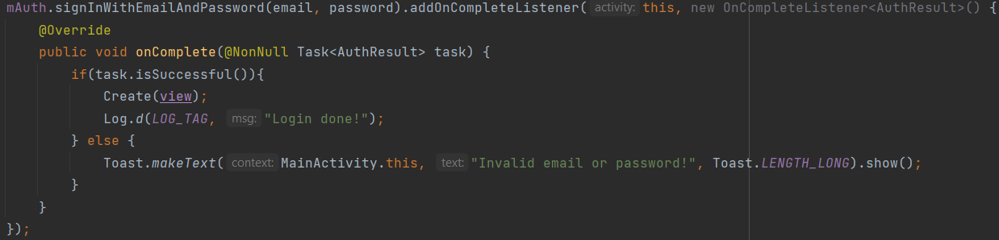 mAuth.signInWithEmailAndPassword(email, password).addOnCompleteListener( activity: this, new OnCompleteListener<AuthResult>() {
@Override
public void onComplete(@NonNull Task<AuthResult> task) {
if(task.isSuccessful()){
Create(view);
Log.d(LOG_TAG, msg: "Login done!");
} else {
Toast.makeText( context: MainActivity.this, text: "Invalid email or password!", Toast.LENGTH_LONG).show();
}
}
});